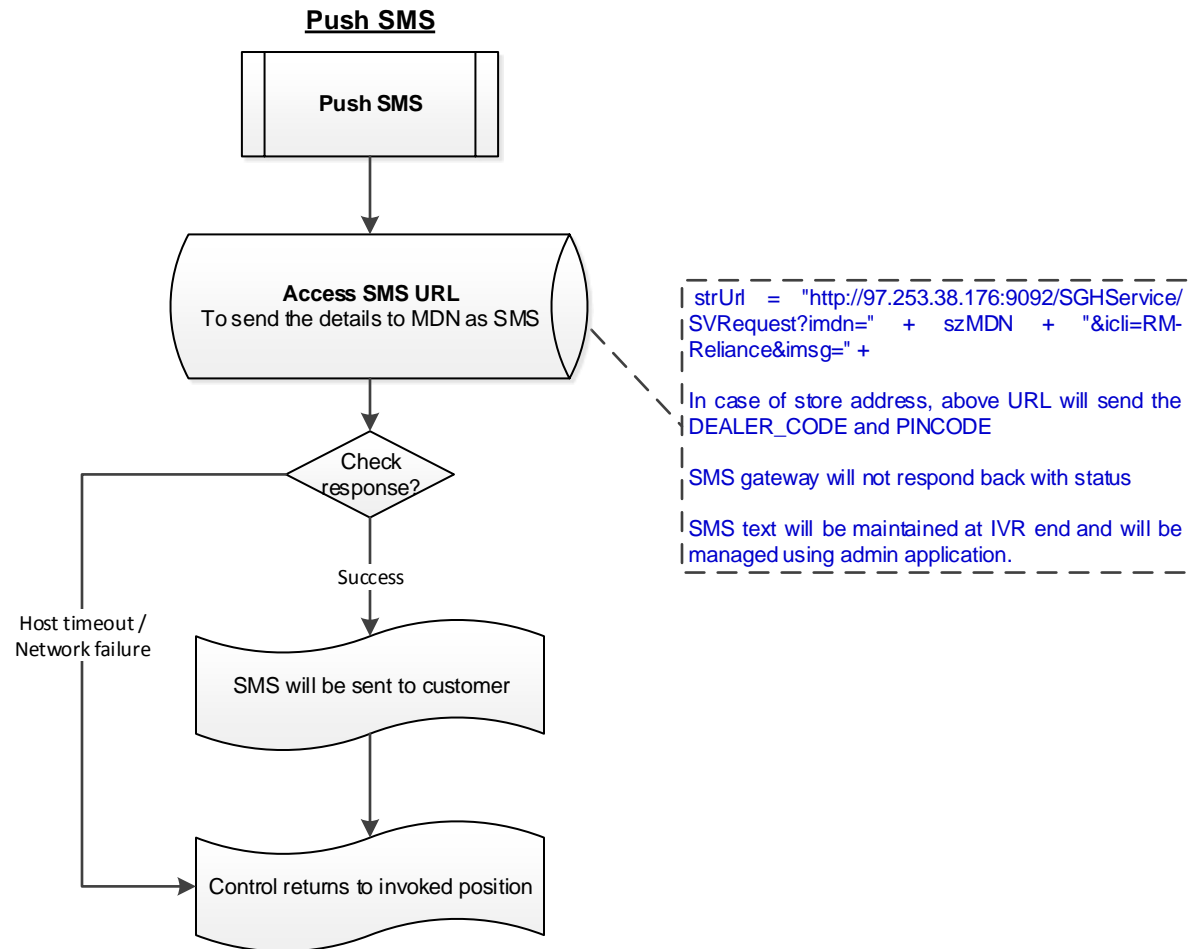 Push SMS
Push SMS
Access SMS URL
To send the details to MDN as SMS
strUrl = "http://97.253.38.176:9092/SGHService/
SVRequest?imdn=" + szMDN + "&icli=RM-
Reliance&imsg=" +
In case of store address, above URL will send the
DEALER_CODE and PINCODE
SMS gateway will not respond back with status
SMS text will be maintained at IVR end and will be
managed using admin application.
Check
response?
Success
Host timeout /
Network failure
SMS will be sent to customer
Control returns to invoked position